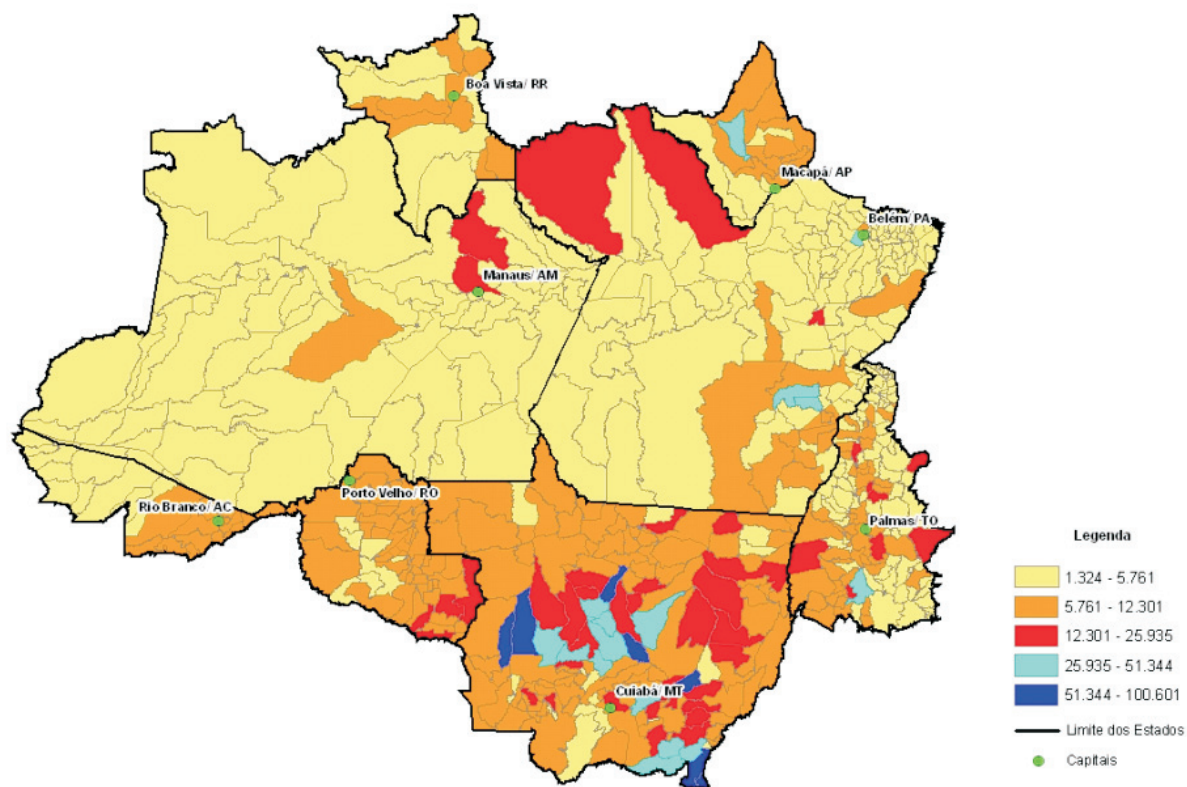 Boa Vista/ RR
Macapá/ AP
Belém/ PA
Manaus/ AM
Porto Velho/ RO
Rio Branco/ AC
Palmas/ TO
Cuiabá/ MT
Legenda
1.324 - 5.761
5.761 - 12.301
12.301 - 25.935
25.935 - 51.344
51.344 - 100.601
Limite dos Estados
Capitais